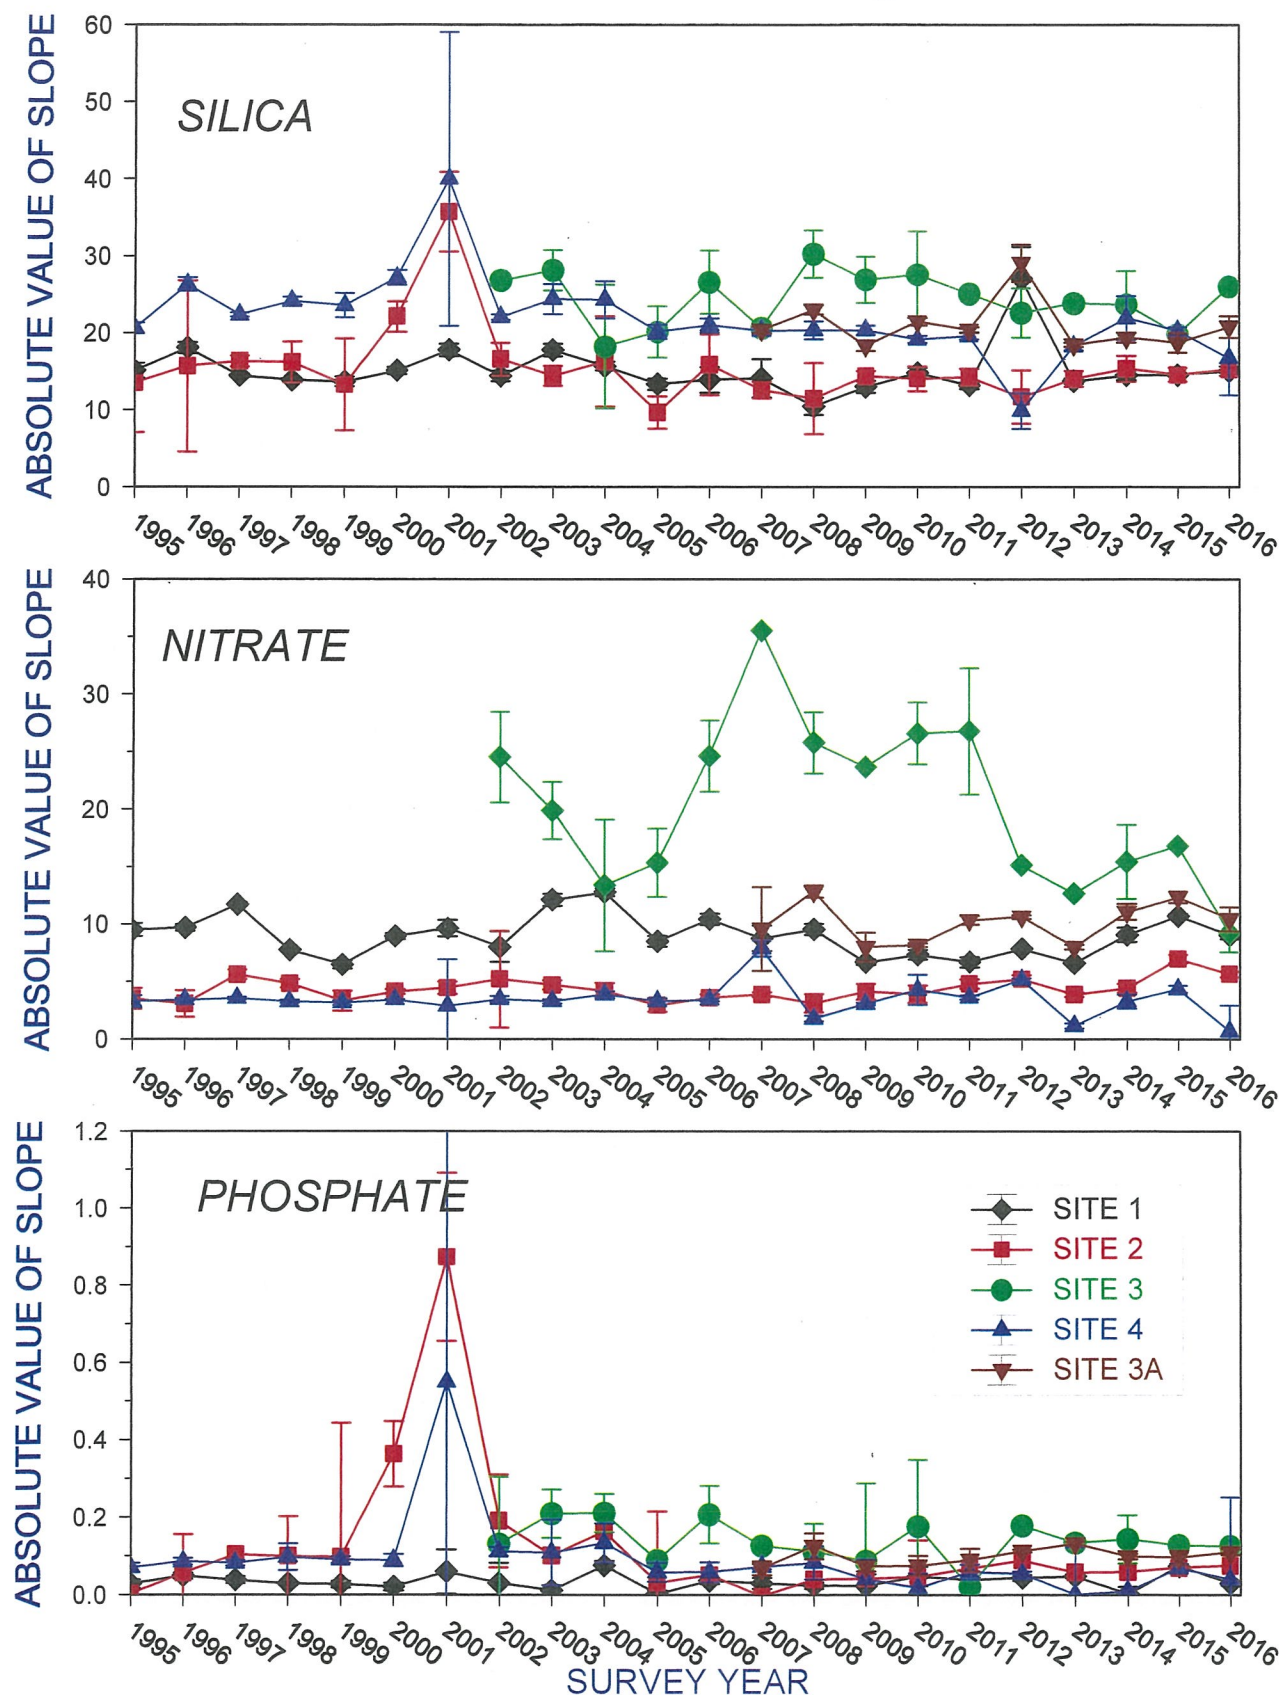 ABSOLUTE VALUE OF SLOPE
60
50
40
30
20
10
0
SILICA
1995 1996 1997 1998 1999 2000 2001 2002 2003 2004 2005 2006 2007 2008 2009 2010 2011 2012 2013 2014 2015 2016
ABSOLUTE VALUE OF SLOPE
40
30
20
10
0
NITRATE
1995 1996 1997 1998 1999 2000 2001 2002 2003 2004 2005 2006 2007 2008 2009 2010 2011 2012 2013 2014 2015 2016
ABSOLUTE VALUE OF SLOPE
1.2
1.0
0.8
0.6
0.4
0.2
0.0
PHOSPHATE
SITE 1
SITE 2
SITE 3
SITE 4
SITE 3A
1995 1996 1997 1998 1999 2000 2001 2002 2003 2004 2005 2006 2007 2008 2009 2010 2011 2012 2013 2014 2015 2016
SURVEY YEAR